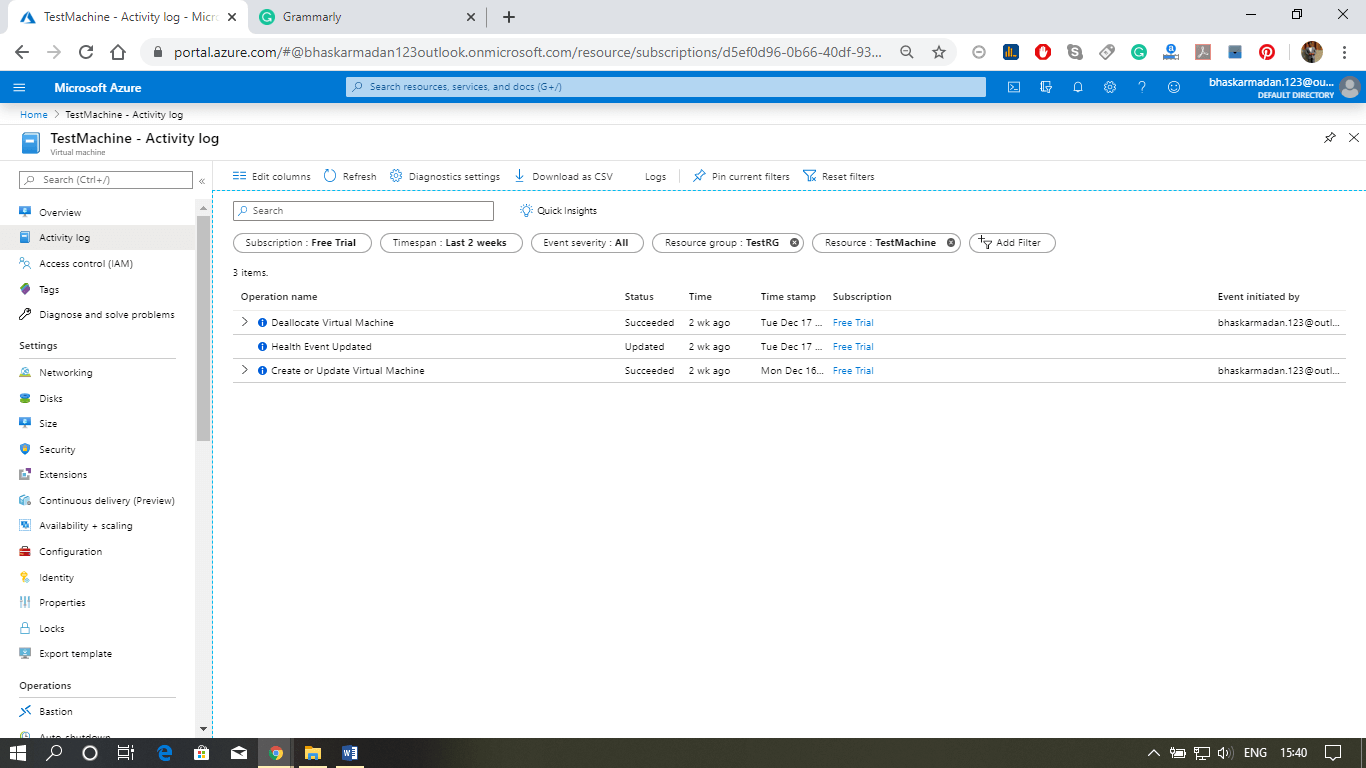 TestMachine - Activity log - Micro
Grammarly
portal.azure.com/#@bhaskarmadan123outlook.onmicrosoft.com/resource/subscriptions/d5ef0d96-0b66-40df-93...
Microsoft Azure
Search resources, services, and docs (G+/)
bhaskarmadan.123@ou...
DEFAULT DIRECTORY
Home > TestMachine - Activity log
TestMachine - Activity log
Virtual machine
Search (Ctrl+/)
«
Overview
Activity log
Access control (IAM)
Tags
Diagnose and solve problems
Settings
Networking
Disks
Size
Security
Extensions
Continuous delivery (Preview)
Availability + scaling
Configuration
Identity
Properties
Locks
Export template
Operations
Bastion
Auto-shutdown
Edit columns Refresh Diagnostics settings Download as CSV Logs Pin current filters Reset filters
Search Quick Insights
Subscription : Free Trial Timespan : Last 2 weeks Event severity : All Resource group : TestRG Resource : TestMachine Add Filter
3 items.
Operation name Status Time Time stamp Subscription Event initiated by
Deallocate Virtual Machine Succeeded 2 wk ago Tue Dec 17 ... Free Trial bhaskarmadan.123@outl...
Health Event Updated Updated 2 wk ago Tue Dec 17 ... Free Trial
Create or Update Virtual Machine Succeeded 2 wk ago Mon Dec 16... Free Trial bhaskarmadan.123@outl...
ENG 15:40